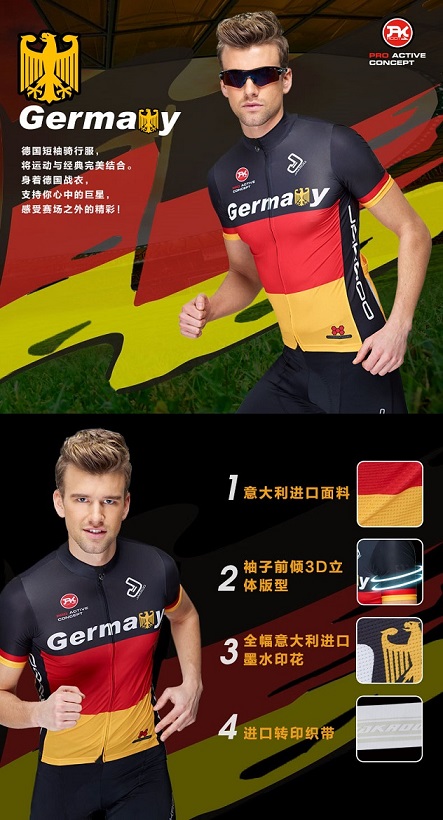 PRO ACTIVE
CONCEPT
Germany
德国短袖骑行服，
将运动与经典完美结合。
身着德国战衣，
支持你心中的巨星，
感受赛场之外的精彩！
PRO ACTIVE
CONCEPT
Germany
1 意大利进口面料
2 袖子前倾3D立
体版型
3 全幅意大利进口
墨水印花
4 进口转印织带
PRO ACTIVE
CONCEPT
Germany